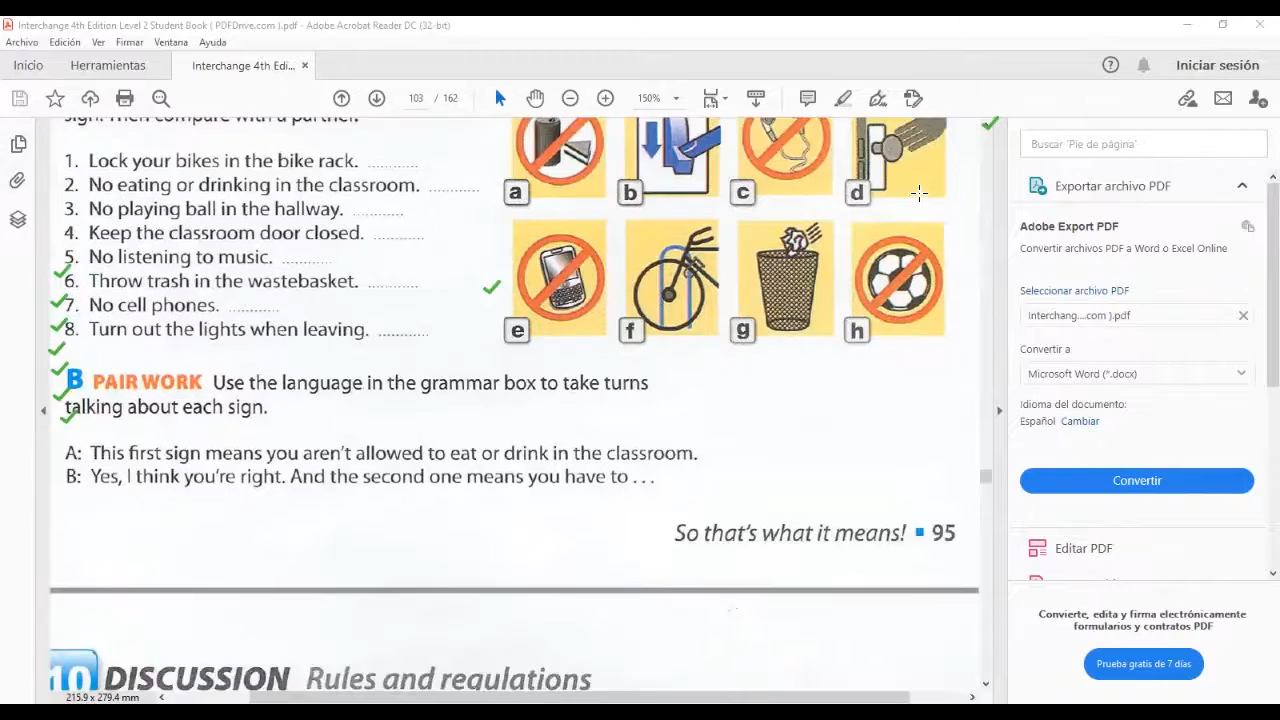 Interchange 4th Edition Level 2 Student Book ( PDFDrive.com ).pdf - Adobe Acrobat Reader DC (32-bit)
Archivo Edición Ver Firmar Ventana Ayuda
Inicio Herramientas Interchange 4th Edi... × Iniciar sesión
103 / 162 150%
sign. Then compare with a partner.
1. Lock your bikes in the bike rack. ............
2. No eating or drinking in the classroom. ............
3. No playing ball in the hallway. ............
4. Keep the classroom door closed. ............
5. No listening to music. ............
6. Throw trash in the wastebasket. ............
7. No cell phones. ............
8. Turn out the lights when leaving. ............
a b c d
e f g h
B PAIR WORK Use the language in the grammar box to take turns
talking about each sign.
A: This first sign means you aren't allowed to eat or drink in the classroom.
B: Yes, I think you're right. And the second one means you have to . . .
So that's what it means! ▪ 95
10 DISCUSSION Rules and regulations
215.9 x 279.4 mm
Buscar 'Pie de página'
Exportar archivo PDF
Adobe Export PDF
Convertir archivos PDF a Word o Excel Online
Seleccionar archivo PDF
Interchang....com ).pdf
Convertir a
Microsoft Word (*.docx)
Idioma del documento:
Español Cambiar
Convertir
Editar PDF
Convierte, edita y firma electrónicamente
formularios y contratos PDF
Prueba gratis de 7 días